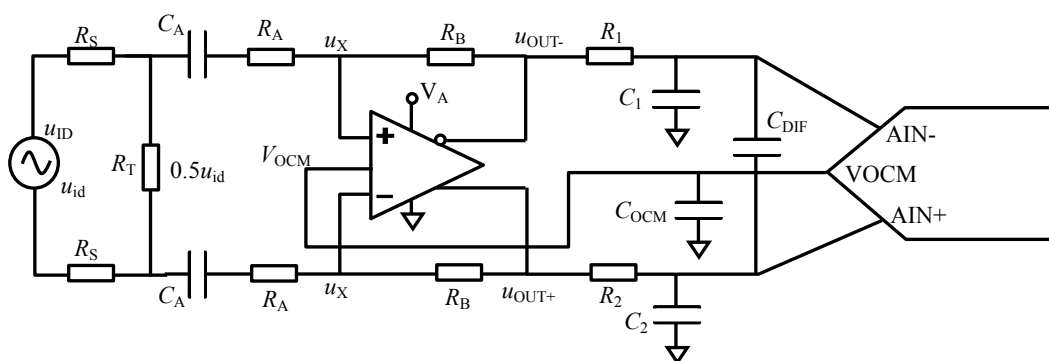 C_A
R_S
R_A
u_X
R_B
u_OUT-
R_1
V_A
C_1
C_DIF
AIN-
u_ID
+
V_OCM
VOCM
R_T
0.5u_id
u_id
−
C_OCM
AIN+
R_S
C_A
R_A
u_X
R_B
u_OUT+
R_2
C_2